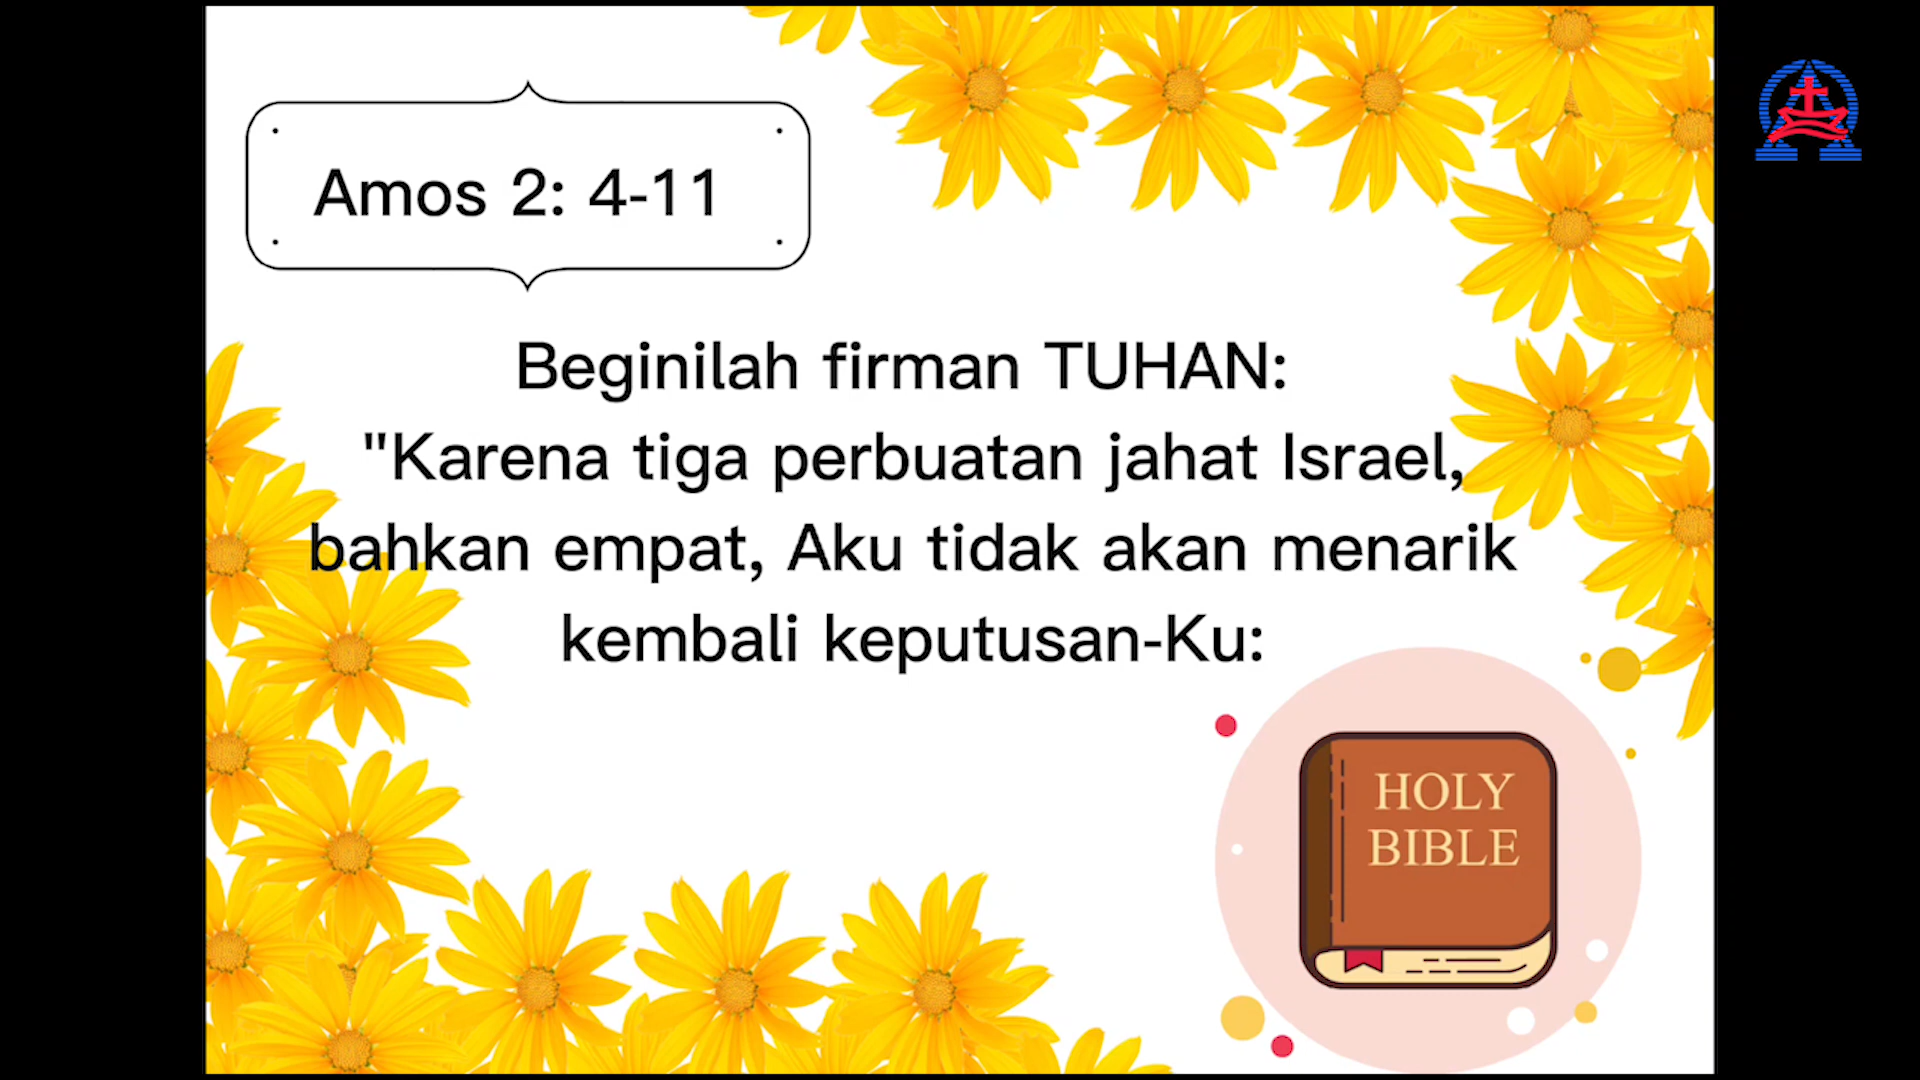 Amos 2: 4-11
Beginilah firman TUHAN:
"Karena tiga perbuatan jahat Israel,
bahkan empat, Aku tidak akan menarik
kembali keputusan-Ku:
HOLY
BIBLE